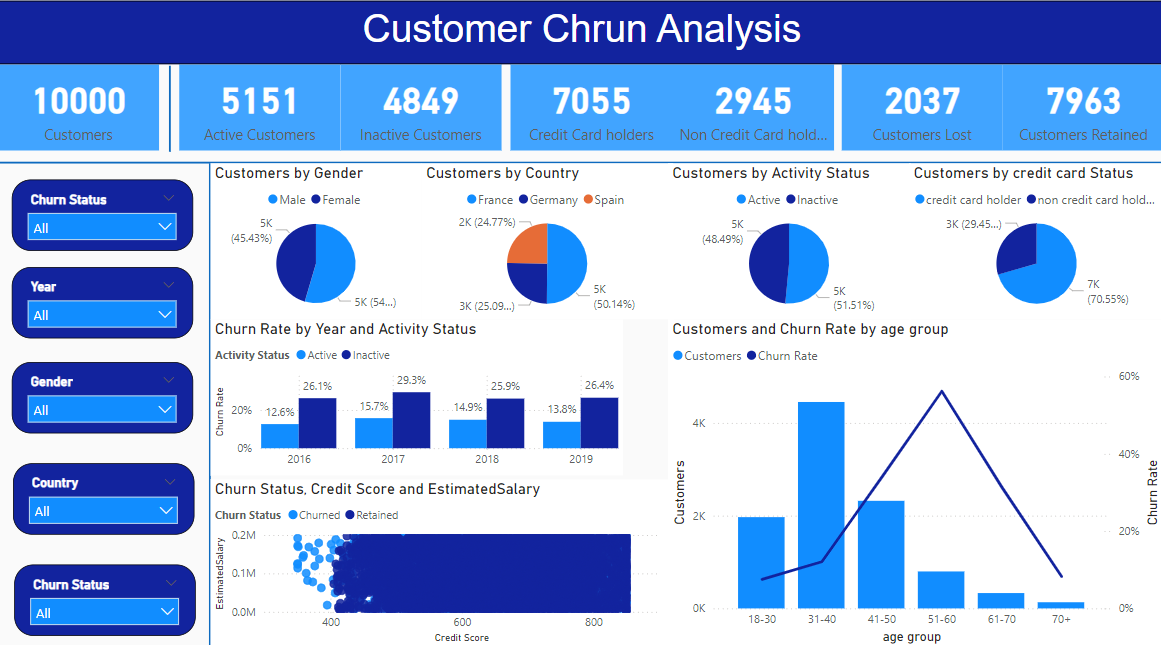 Customer Chrun Analysis
10000
Customers
5151
Active Customers
4849
Inactive Customers
7055
Credit Card holders
2945
Non Credit Card hold...
2037
Customers Lost
7963
Customers Retained
Churn Status
All
Year
All
Gender
All
Country
All
Churn Status
All
Customers by Gender
Male Female
5K
(45.43%)
5K (54...)
Customers by Country
France Germany Spain
2K (24.77%)
3K (25.09...)
5K
(50.14%)
Customers by Activity Status
Active Inactive
5K
(48.49%)
5K
(51.51%)
Customers by credit card Status
credit card holder non credit card hold...
3K (29.45...)
7K
(70.55%)
Churn Rate by Year and Activity Status
Activity Status Active Inactive
Churn Rate
20%
0%
12.6% 26.1% 15.7% 29.3% 14.9% 25.9% 13.8% 26.4%
2016 2017 2018 2019
Churn Status, Credit Score and EstimatedSalary
Churn Status Churned Retained
EstimatedSalary
0.2M
0.1M
0.0M
400 600 800
Credit Score
Customers and Churn Rate by age group
Customers Churn Rate
Customers
4K
2K
0K
60%
40%
20%
0%
Churn Rate
18-30 31-40 41-50 51-60 61-70 70+
age group